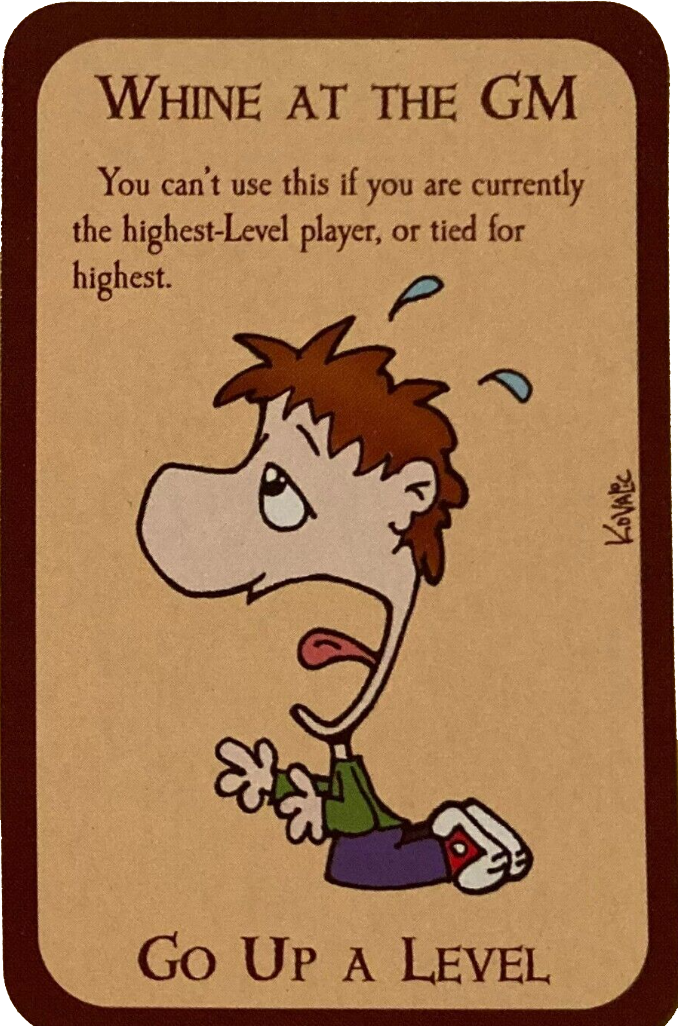 WHINE AT THE GM
You can't use this if you are currently
the highest-Level player, or tied for
highest.
KOVALIC
GO UP A LEVEL